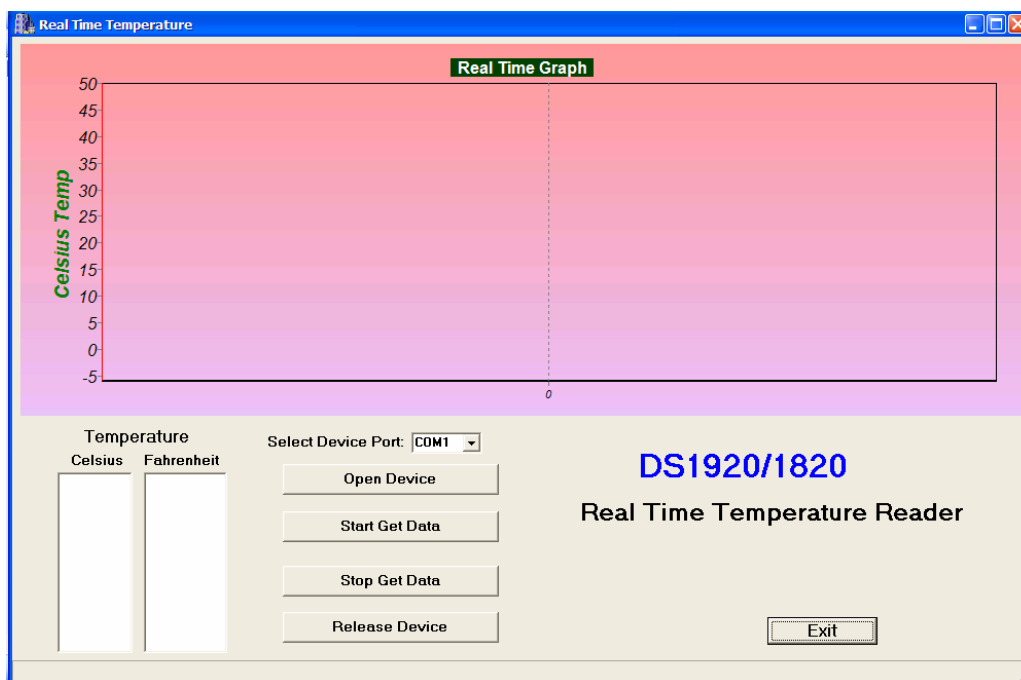 Real Time Temperature
Real Time Graph
Celsius Temp
50
45
40
35
30
25
20
15
10
5
0
-5
0
Temperature
Celsius Fahrenheit
Select Device Port: COM1
Open Device
Start Get Data
Stop Get Data
Release Device
DS1920/1820
Real Time Temperature Reader
Exit